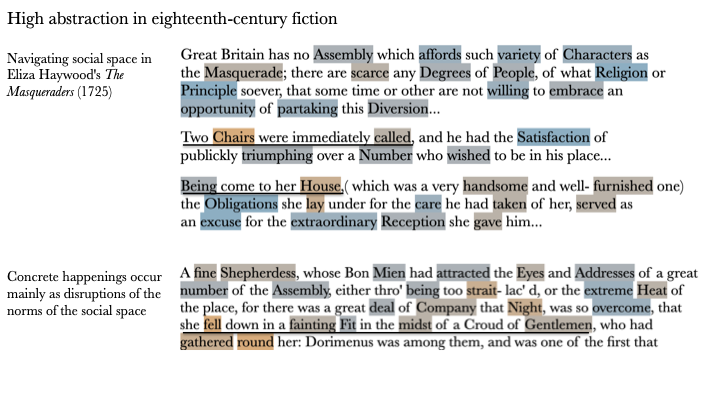 High abstraction in eighteenth-century fiction
Navigating social space in
Eliza Haywood's The
Masqueraders (1725)
Great Britain has no Assembly which affords such variety of Characters as
the Masquerade; there are scarce any Degrees of People, of what Religion or
Principle soever, that some time or other are not willing to embrace an
opportunity of partaking this Diversion...
Two Chairs were immediately called, and he had the Satisfaction of
publickly triumphing over a Number who wished to be in his place...
Being come to her House,( which was a very handsome and well- furnished one)
the Obligations she lay under for the care he had taken of her, served as
an excuse for the extraordinary Reception she gave him...
Concrete happenings occur
mainly as disruptions of the
norms of the social space
A fine Shepherdess, whose Bon Mien had attracted the Eyes and Addresses of a great
number of the Assembly, either thro' being too strait- lac' d, or the extreme Heat of
the place, for there was a great deal of Company that Night, was so overcome, that
she fell down in a fainting Fit in the midst of a Croud of Gentlemen, who had
gathered round her: Dorimenus was among them, and was one of the first that